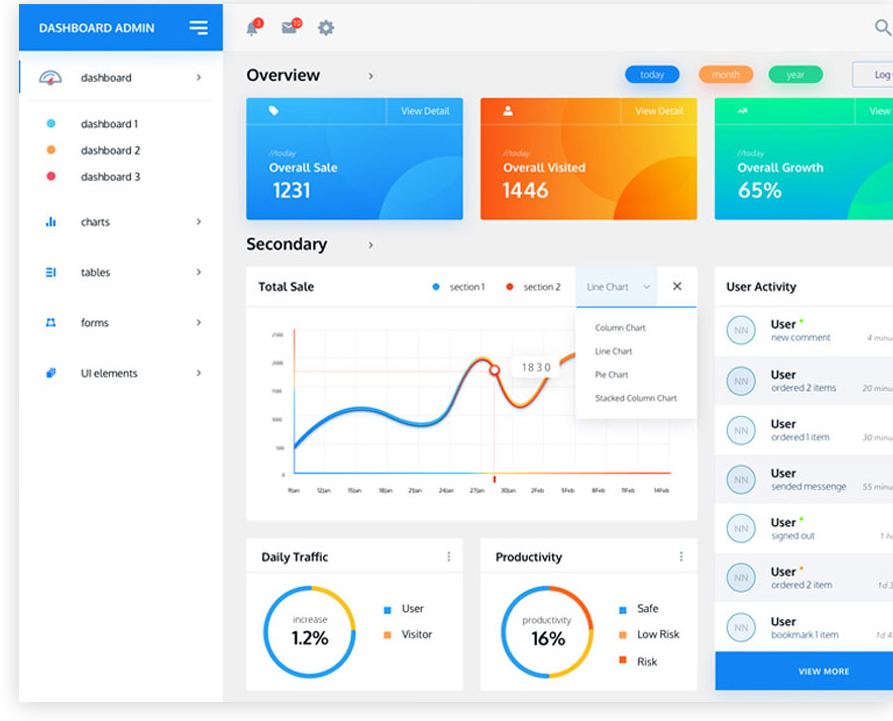 DASHBOARD ADMIN
3
10
dashboard
dashboard 1
dashboard 2
dashboard 3
charts
tables
forms
UI elements
Overview
today
month
year
Log
View Detail
//today
Overall Sale
1231
View Detail
//today
Overall Visited
1446
View
//today
Overall Growth
65%
Secondary
Total Sale
section 1
section 2
Line Chart
Column Chart
Line Chart
Pie Chart
Stacked Column Chart
2500
2000
1500
1000
500
0
1830
9Jan 12Jan 15Jan 18Jan 21Jan 24Jan 27Jan 30Jan 2Feb 5Feb 8Feb 11Feb 14Feb
User Activity
NN
User
new comment
4 minu
NN
User
ordered 2 items
20 minu
NN
User
ordered 1 item
30 minu
NN
User
sended messenge
55 minu
NN
User
signed out
1 h
NN
User
ordered 2 item
1d 3
NN
User
bookmark 1 item
1d 4
VIEW MORE
Daily Traffic
increase
1.2%
User
Visitor
Productivity
productivity
16%
Safe
Low Risk
Risk